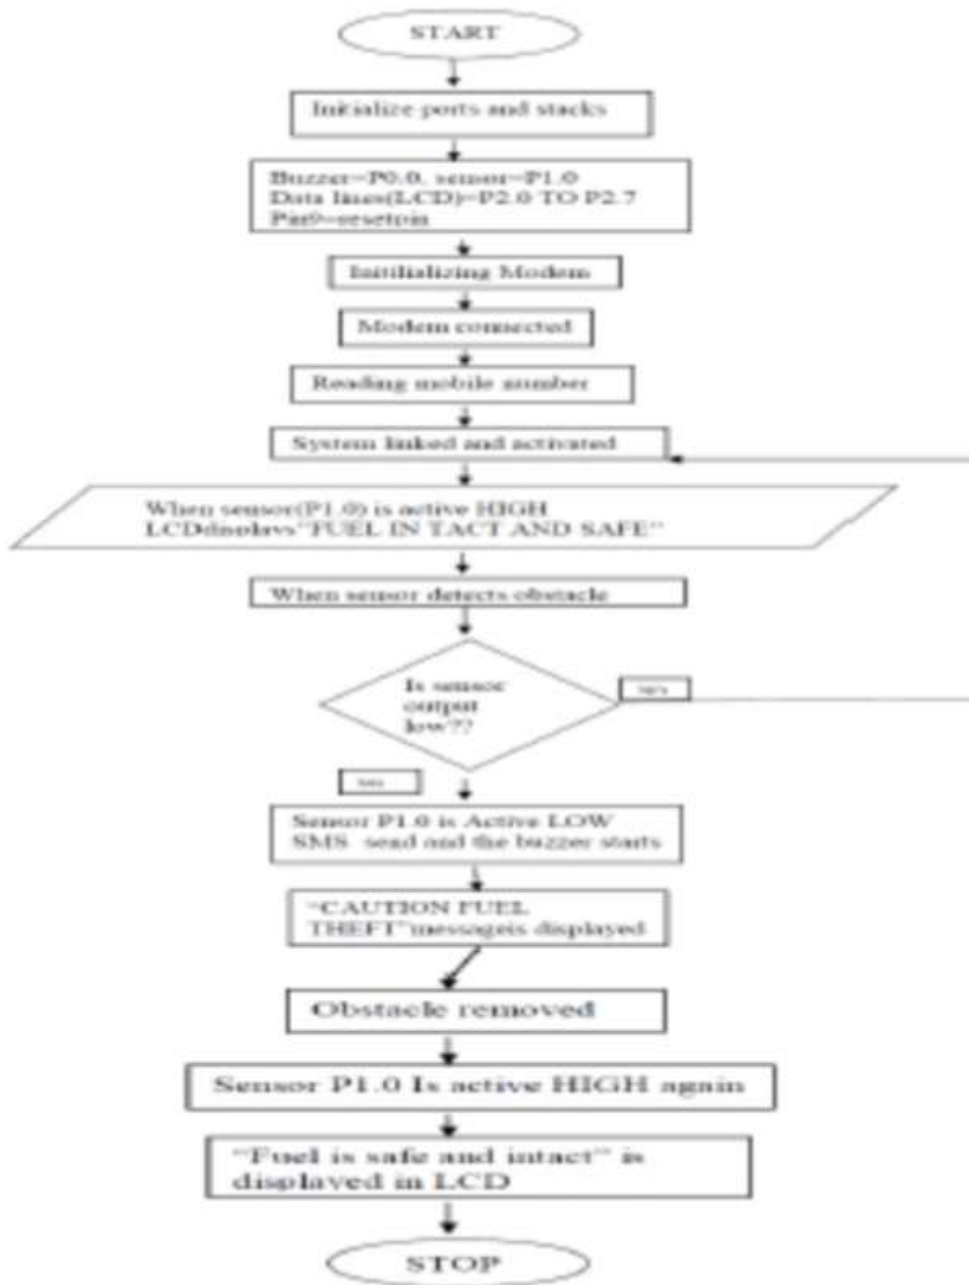 START
Initialize ports and stacks
Buzzer=P0.0, sensor=P1.0
Data lines(LCD)=P2.0 TO P2.7
Pin9=resetpin
Initilializing Modem
Modem connected
Reading mobile number
System linked and activated
When sensor(P1.0) is active HIGH
LCDdisplays"FUEL IN TACT AND SAFE"
When sensor detects obstacle
Is sensor
output
low??
Sensor P1.0 is Active LOW
SMS send and the buzzer starts
"CAUTION FUEL
THEFT"messageis displayed
Obstacle removed
Sensor P1.0 Is active HIGH again
"Fuel is safe and intact" is
displayed in LCD
STOP